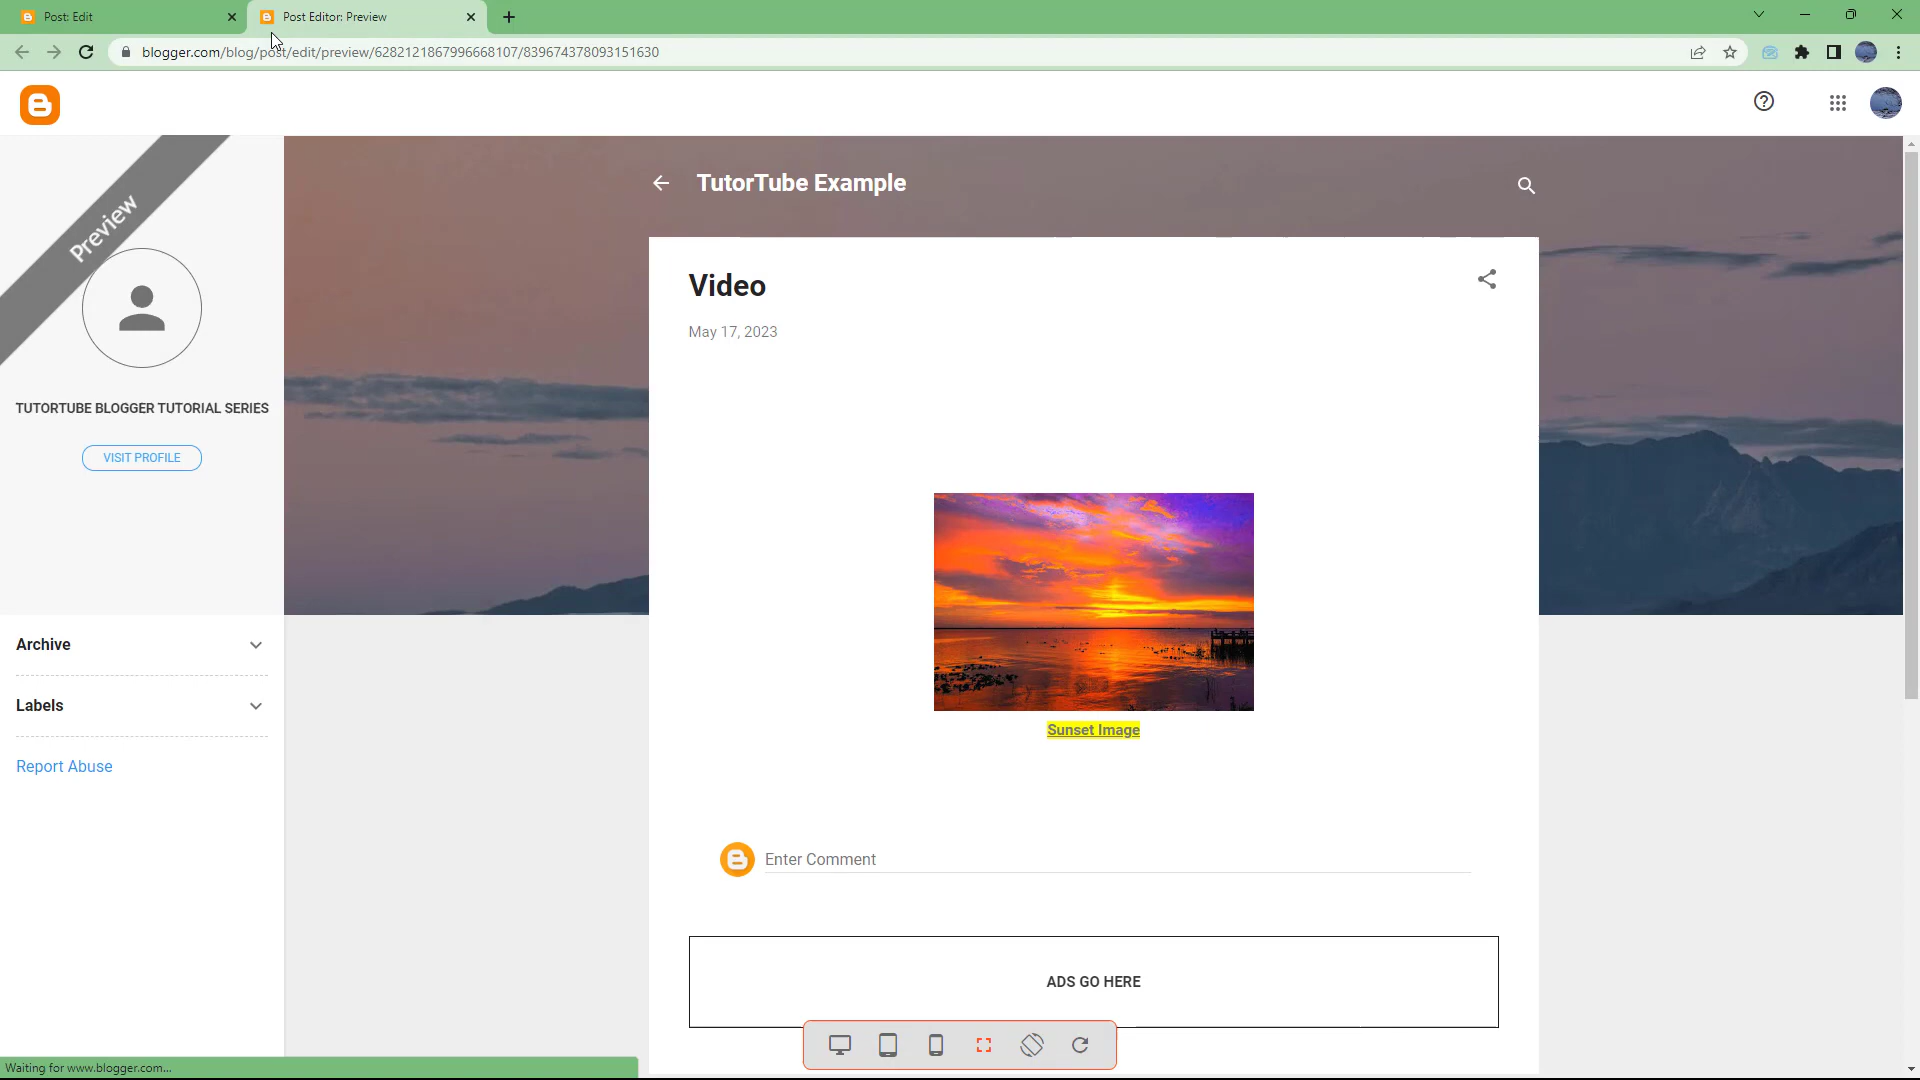 Post: Edit
Post Editor: Preview
blogger.com/blog/post/edit/preview/6282121867996668107/839674378093151630
Preview
TutorTube Example
Video
May 17, 2023
TUTORTUBE BLOGGER TUTORIAL SERIES
VISIT PROFILE
Archive
Labels
Report Abuse
Sunset Image
Enter Comment
ADS GO HERE
Waiting for www.blogger.com...